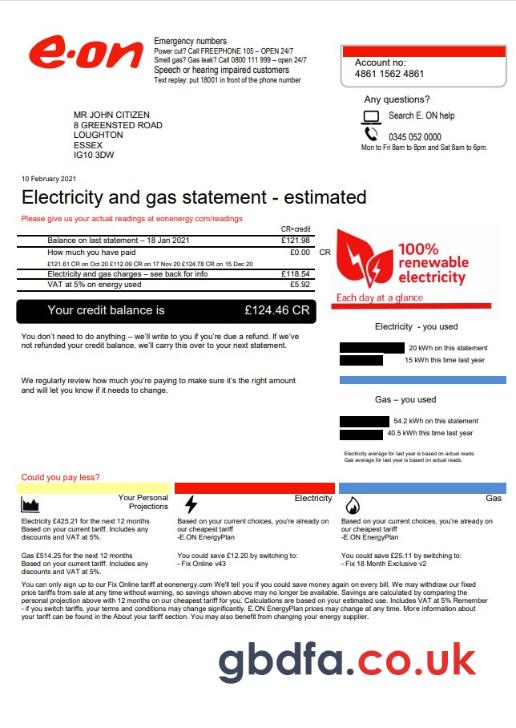 e·on
Emergency numbers
Power cut? Call FREEPHONE 105 – OPEN 24/7
Smell gas? Gas leak? Call 0800 111 999 – open 24/7
Speech or hearing impaired customers
Text replay: put 18001 in front of the phone number
Account no:
4861 1562 4861
Any questions?
Search E. ON help
0345 052 0000
Mon to Fri 8am to 8pm and Sat 8am to 6pm.
MR JOHN CITIZEN
8 GREENSTED ROAD
LOUGHTON
ESSEX
IG10 3DW
10 February 2021
Electricity and gas statement - estimated
Please give us your actual readings at eonenergy.com/readings
CR=credit
Balance on last statement – 18 Jan 2021 £121.98
How much you have paid £0.00 CR
£121.61 CR on Oct 20 £112.09 CR on 17 Nov 20 £124.78 CR on 15 Dec 20
Electricity and gas charges – see back for info £118.54
VAT at 5% on energy used £5.92
Your credit balance is £124.46 CR
100%
renewable
electricity
Each day at a glance
You don't need to do anything – we'll write to you if you're due a refund. If we've
not refunded your credit balance, we'll carry this over to your next statement.
We regularly review how much you're paying to make sure it's the right amount
and will let you know if it needs to change.
Electricity - you used
20 kWh on this statement
15 kWh this time last year
Gas – you used
54.2 kWh on this statement
40.5 kWh this time last year
Electricity average for last year is based on actual reads.
Gas average for last year is based on actual reads.
Could you pay less?
Your Personal
Projections
Electricity £425.21 for the next 12 months
Based on your current tariff. Includes any
discounts and VAT at 5%.
Gas £514.25 for the next 12 months
Based on your current tariff. Includes any
discounts and VAT at 5%.
Electricity
Based on your current choices, you're already on
our cheapest tariff
-E.ON EnergyPlan
You could save £12.20 by switching to:
- Fix Online v43
Gas
Based on your current choices, you're already on
our cheapest tariff
-E.ON EnergyPlan
You could save £25.11 by switching to:
- Fix 18 Month Exclusive v2
You can only sign up to our Fix Online tariff at eonenergy.com We'll tell you if you could save money again on every bill. We may withdraw our fixed
price tariffs from sale at any time without warning, so savings shown above may no longer be available. Savings are calculated by comparing the
personal projection above with 12 months on our cheapest tariff for you. Calculations are based on your estimated use. Includes VAT at 5% Remember
- if you switch tariffs, your terms and conditions may change significantly. E.ON EnergyPlan prices may change at any time. More information about
your tariff can be found in the About your tariff section. You may also benefit from changing your energy supplier.
gbdfa.co.uk